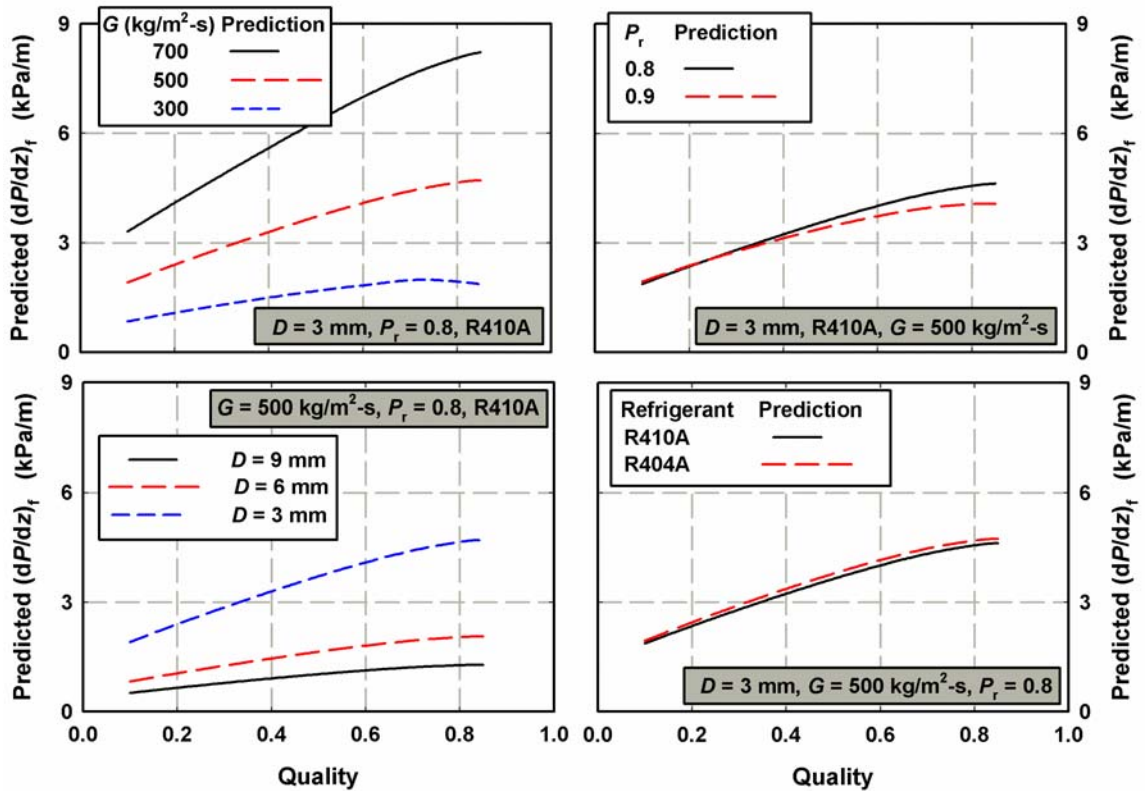 9
6
3
0
Predicted (dP/dz)f (kPa/m)
G (kg/m²-s) Prediction
700
500
300
D = 3 mm, Pr = 0.8, R410A
Pr Prediction
0.8
0.9
D = 3 mm, R410A, G = 500 kg/m²-s
9
6
3
0
Predicted (dP/dz)f (kPa/m)
9
6
3
0
Predicted (dP/dz)f (kPa/m)
G = 500 kg/m²-s, Pr = 0.8, R410A
D = 9 mm
D = 6 mm
D = 3 mm
0.0 0.2 0.4 0.6 0.8 1.0
Quality
Refrigerant Prediction
R410A
R404A
D = 3 mm, G = 500 kg/m²-s, Pr = 0.8
9
6
3
0
Predicted (dP/dz)f (kPa/m)
0.0 0.2 0.4 0.6 0.8 1.0
Quality